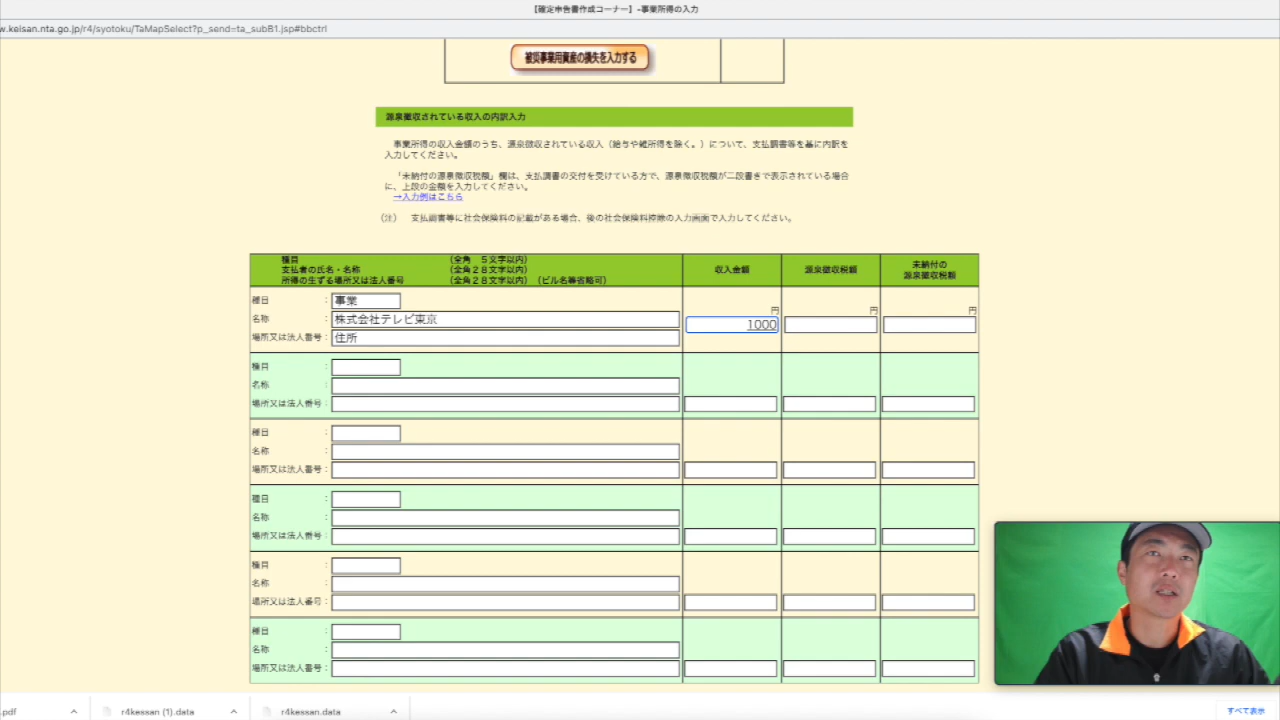 【確定申告書作成コーナー】-事業所得の入力
w.keisan.nta.go.jp/r4/syotoku/TaMapSelect?p_send=ta_subB1.jsp#bbctrl
被災事業用資産の損失を入力する
源泉徴収されている収入の内訳入力
事業所得の収入金額のうち、源泉徴収されている収入（給与や雑所得を除く。）について、支払調書等を基に内訳を
入力してください。
「未納付の源泉徴収税額」欄は、支払調書の交付を受けている方で、源泉徴収税額が二段書きで表示されている場合
に、上段の金額を入力してください。
→入力例はこちら
（注） 支払調書等に社会保険料の記載がある場合、後の社会保険料控除の入力画面で入力してください。
種目 （全角 5文字以内）
支払者の氏名・名称 （全角28文字以内）
所得の生ずる場所又は法人番号 （全角28文字以内）（ビル名等省略可）
収入金額 源泉徴収税額 未納付の
源泉徴収税額
種目 : 事業
円 円 円
名称 : 株式会社テレビ東京 1000
場所又は法人番号 : 住所
種目 :
名称 :
場所又は法人番号 :
種目 :
名称 :
場所又は法人番号 :
種目 :
名称 :
場所又は法人番号 :
種目 :
名称 :
場所又は法人番号 :
種目 :
名称 :
場所又は法人番号 :
.pdf r4kessan (1).data r4kessan.data すべて表示